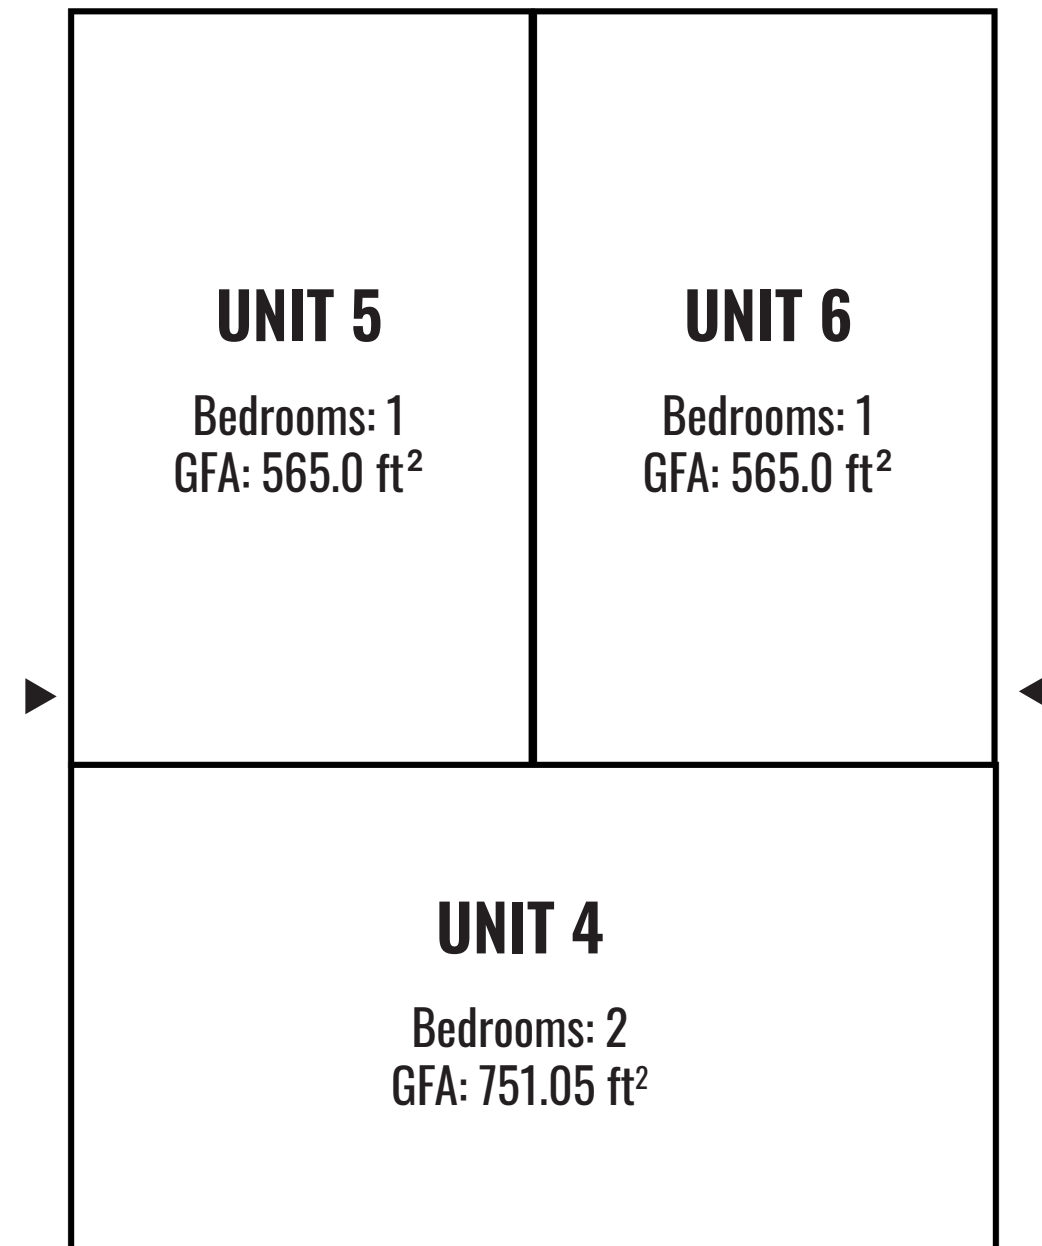 UNIT 5
Bedrooms: 1
GFA: 565.0 ft²
UNIT 6
Bedrooms: 1
GFA: 565.0 ft²
UNIT 4
Bedrooms: 2
GFA: 751.05 ft²